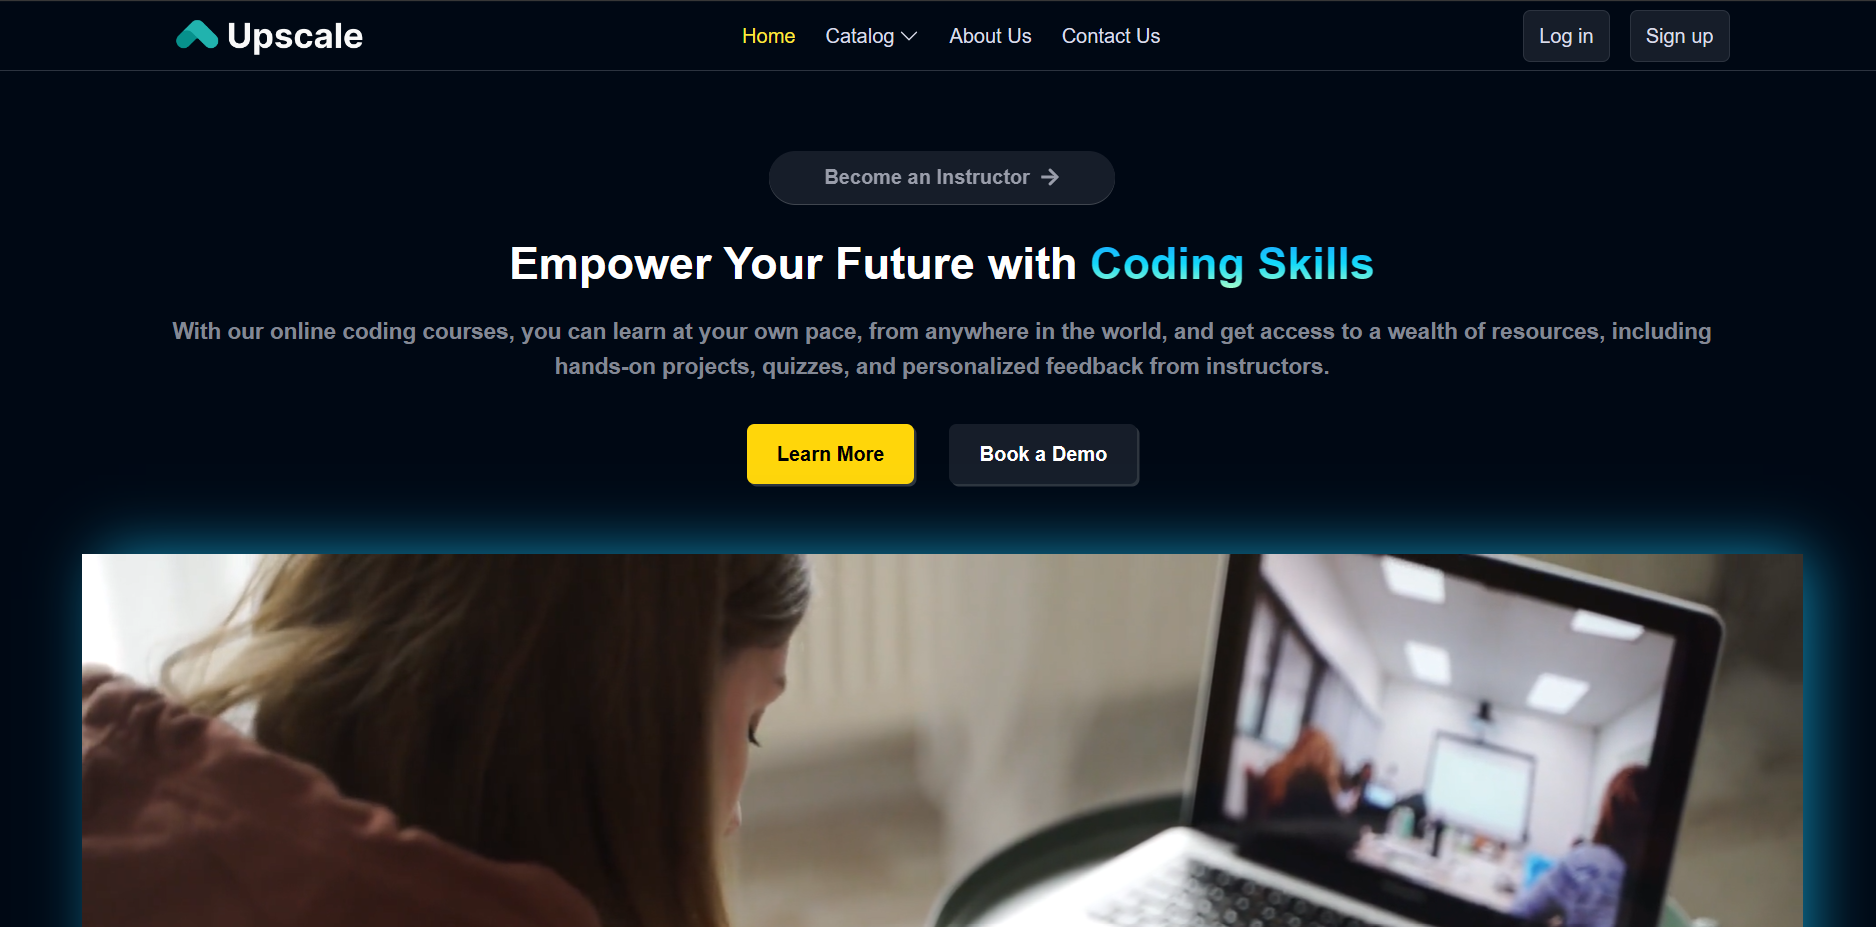 Upscale
Home
Catalog
About Us
Contact Us
Log in
Sign up
Become an Instructor →
Empower Your Future with Coding Skills
With our online coding courses, you can learn at your own pace, from anywhere in the world, and get access to a wealth of resources, including
hands-on projects, quizzes, and personalized feedback from instructors.
Learn More
Book a Demo